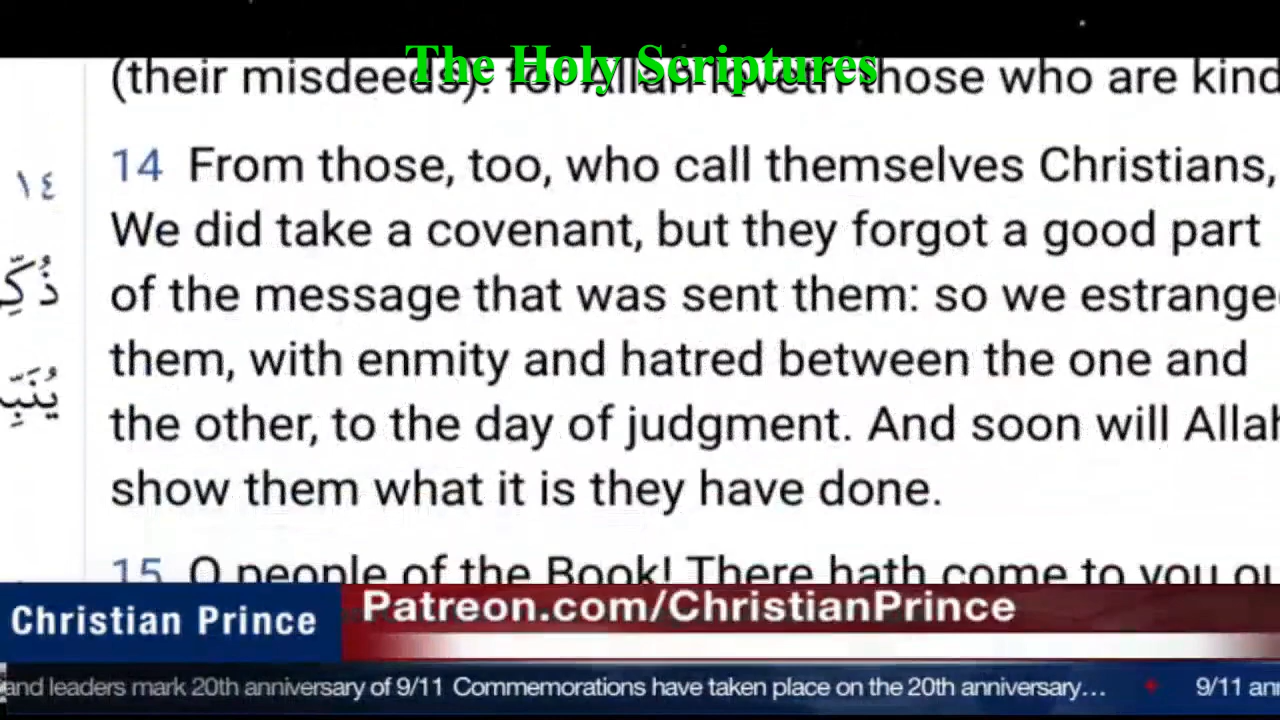 The Holy Scriptures
(their misdeeds): for Allah loveth those who are kind
14 From those, too, who call themselves Christians,
We did take a covenant, but they forgot a good part
of the message that was sent them: so we estrange
them, with enmity and hatred between the one and
the other, to the day of judgment. And soon will Allah
show them what it is they have done.
15 O people of the Book! There hath come to you ou
١٤
ذُكِّر
يُنَبِّ
Christian Prince
Patreon.com/ChristianPrince
and leaders mark 20th anniversary of 9/11 Commemorations have taken place on the 20th anniversary... 9/11 ann